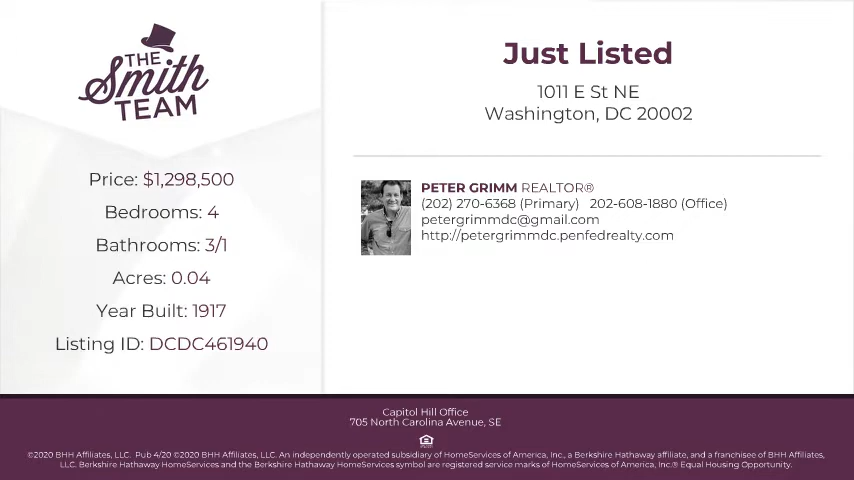 THE
Smith
TEAM
Price: $1,298,500
Bedrooms: 4
Bathrooms: 3/1
Acres: 0.04
Year Built: 1917
Listing ID: DCDC461940
Just Listed
1011 E St NE
Washington, DC 20002
PETER GRIMM REALTOR®
(202) 270-6368 (Primary) 202-608-1880 (Office)
petergrimmdc@gmail.com
http://petergrimmdc.penfedrealty.com
Capitol Hill Office
705 North Carolina Avenue, SE
©2020 BHH Affiliates, LLC. Pub 4/20 ©2020 BHH Affiliates, LLC. An independently operated subsidiary of HomeServices of America, Inc., a Berkshire Hathaway affiliate, and a franchisee of BHH Affiliates,
LLC. Berkshire Hathaway HomeServices and the Berkshire Hathaway HomeServices symbol are registered service marks of HomeServices of America, Inc.® Equal Housing Opportunity.